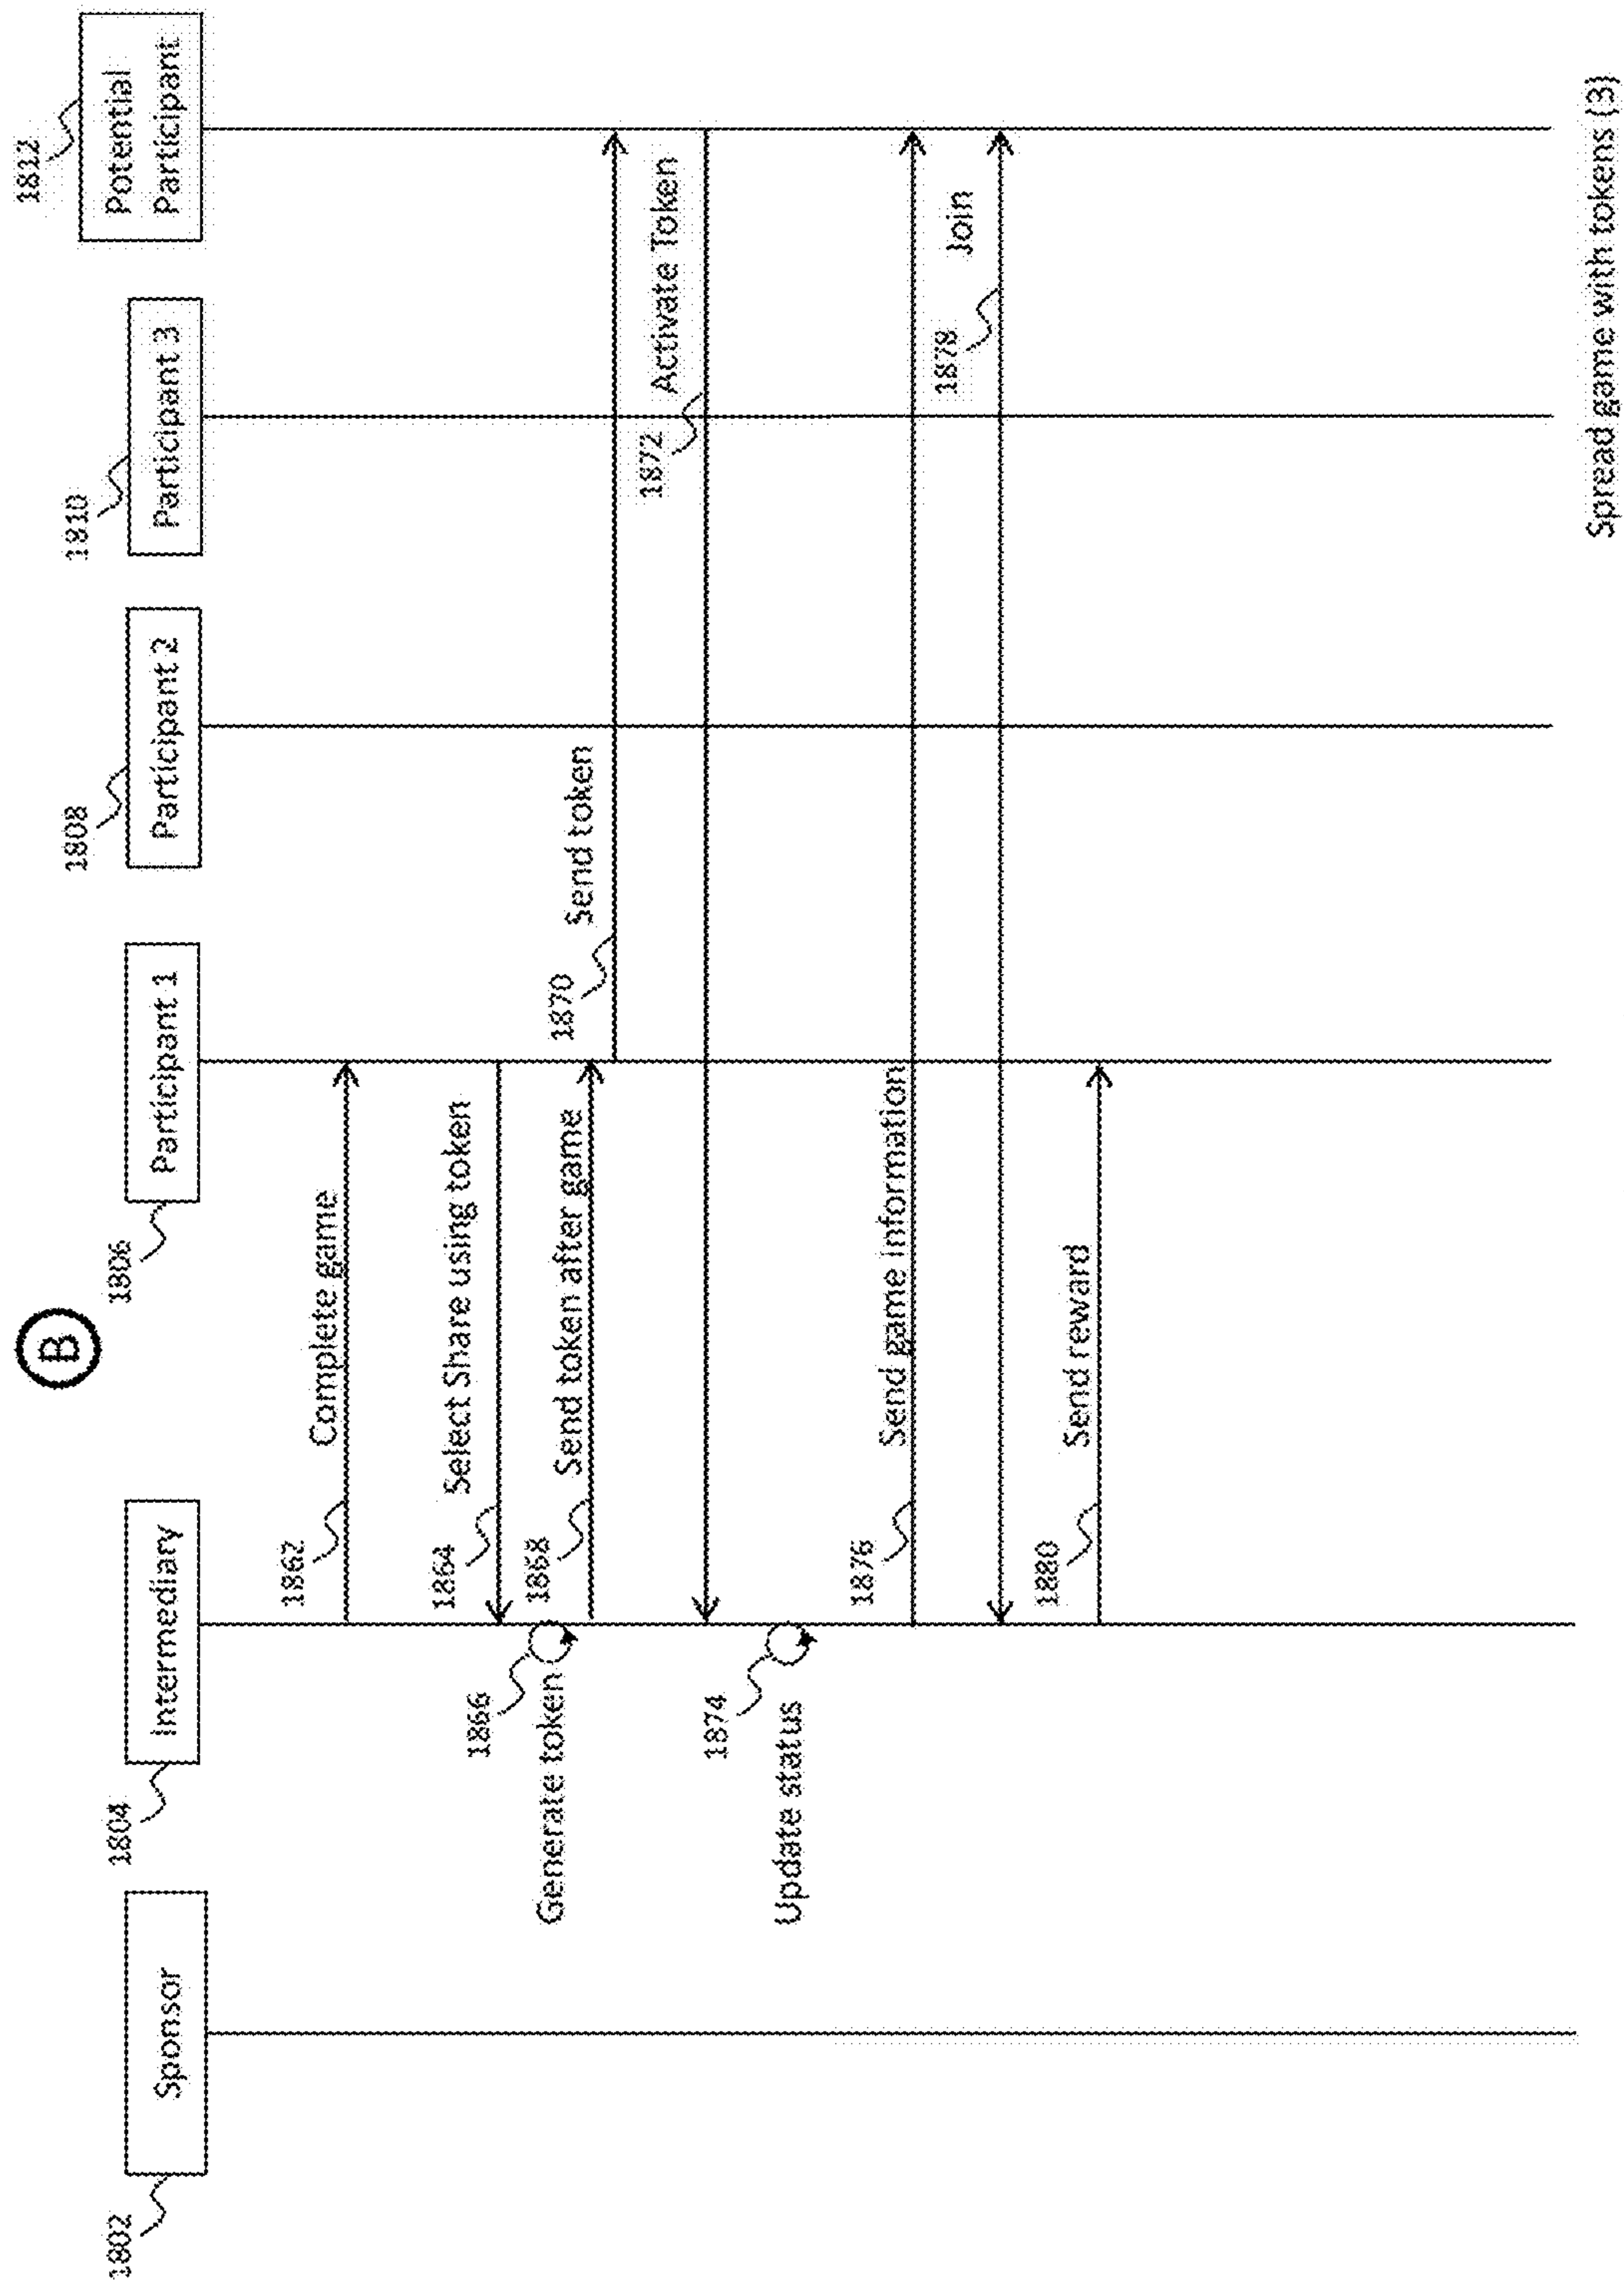 B
1802
Sponsor
1804
Intermediary
1806
Participant 1
1808
Participant 2
1810
Participant 3
1812
Potential
Participant
1862
Complete game
1864
Select Share using token
1866
Generate token
1868
Send token after game
1870
Send token
1872
Activate Token
1874
Update status
1876
Send game information
1878
Join
1880
Send reward
Spread game with tokens (3)